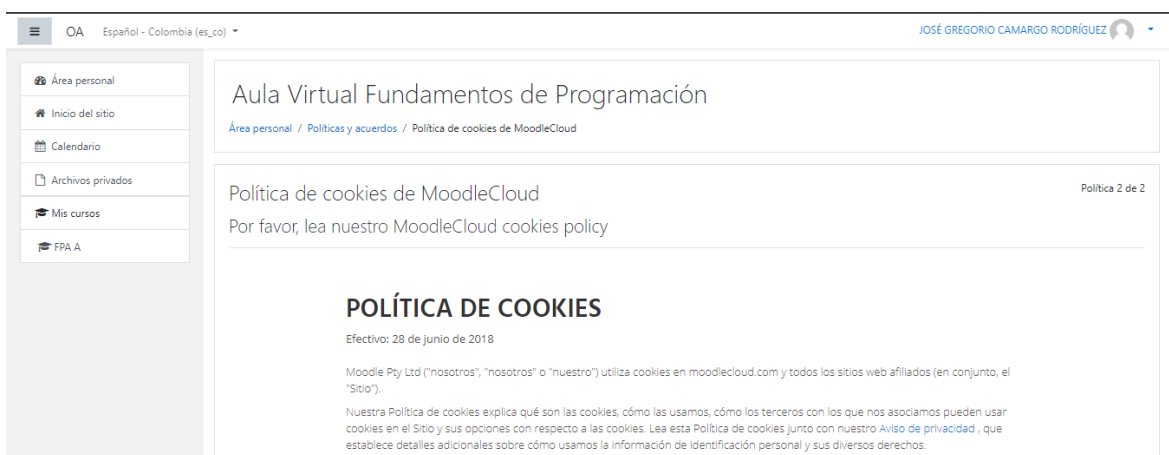 OA Español - Colombia (es_co)
JOSÉ GREGORIO CAMARGO RODRÍGUEZ
Área personal
Inicio del sitio
Calendario
Archivos privados
Mis cursos
FPA A
Aula Virtual Fundamentos de Programación
Área personal / Políticas y acuerdos / Política de cookies de MoodleCloud
Política de cookies de MoodleCloud
Política 2 de 2
Por favor, lea nuestro MoodleCloud cookies policy
POLÍTICA DE COOKIES
Efectivo: 28 de junio de 2018
Moodle Pty Ltd ("nosotros", "nosotros" o "nuestro") utiliza cookies en moodlecloud.com y todos los sitios web afiliados (en conjunto, el
"Sitio").
Nuestra Política de cookies explica qué son las cookies, cómo las usamos, cómo los terceros con los que nos asociamos pueden usar
cookies en el Sitio y sus opciones con respecto a las cookies. Lea esta Política de cookies junto con nuestro Aviso de privacidad , que
establece detalles adicionales sobre cómo usamos la información de identificación personal y sus diversos derechos.